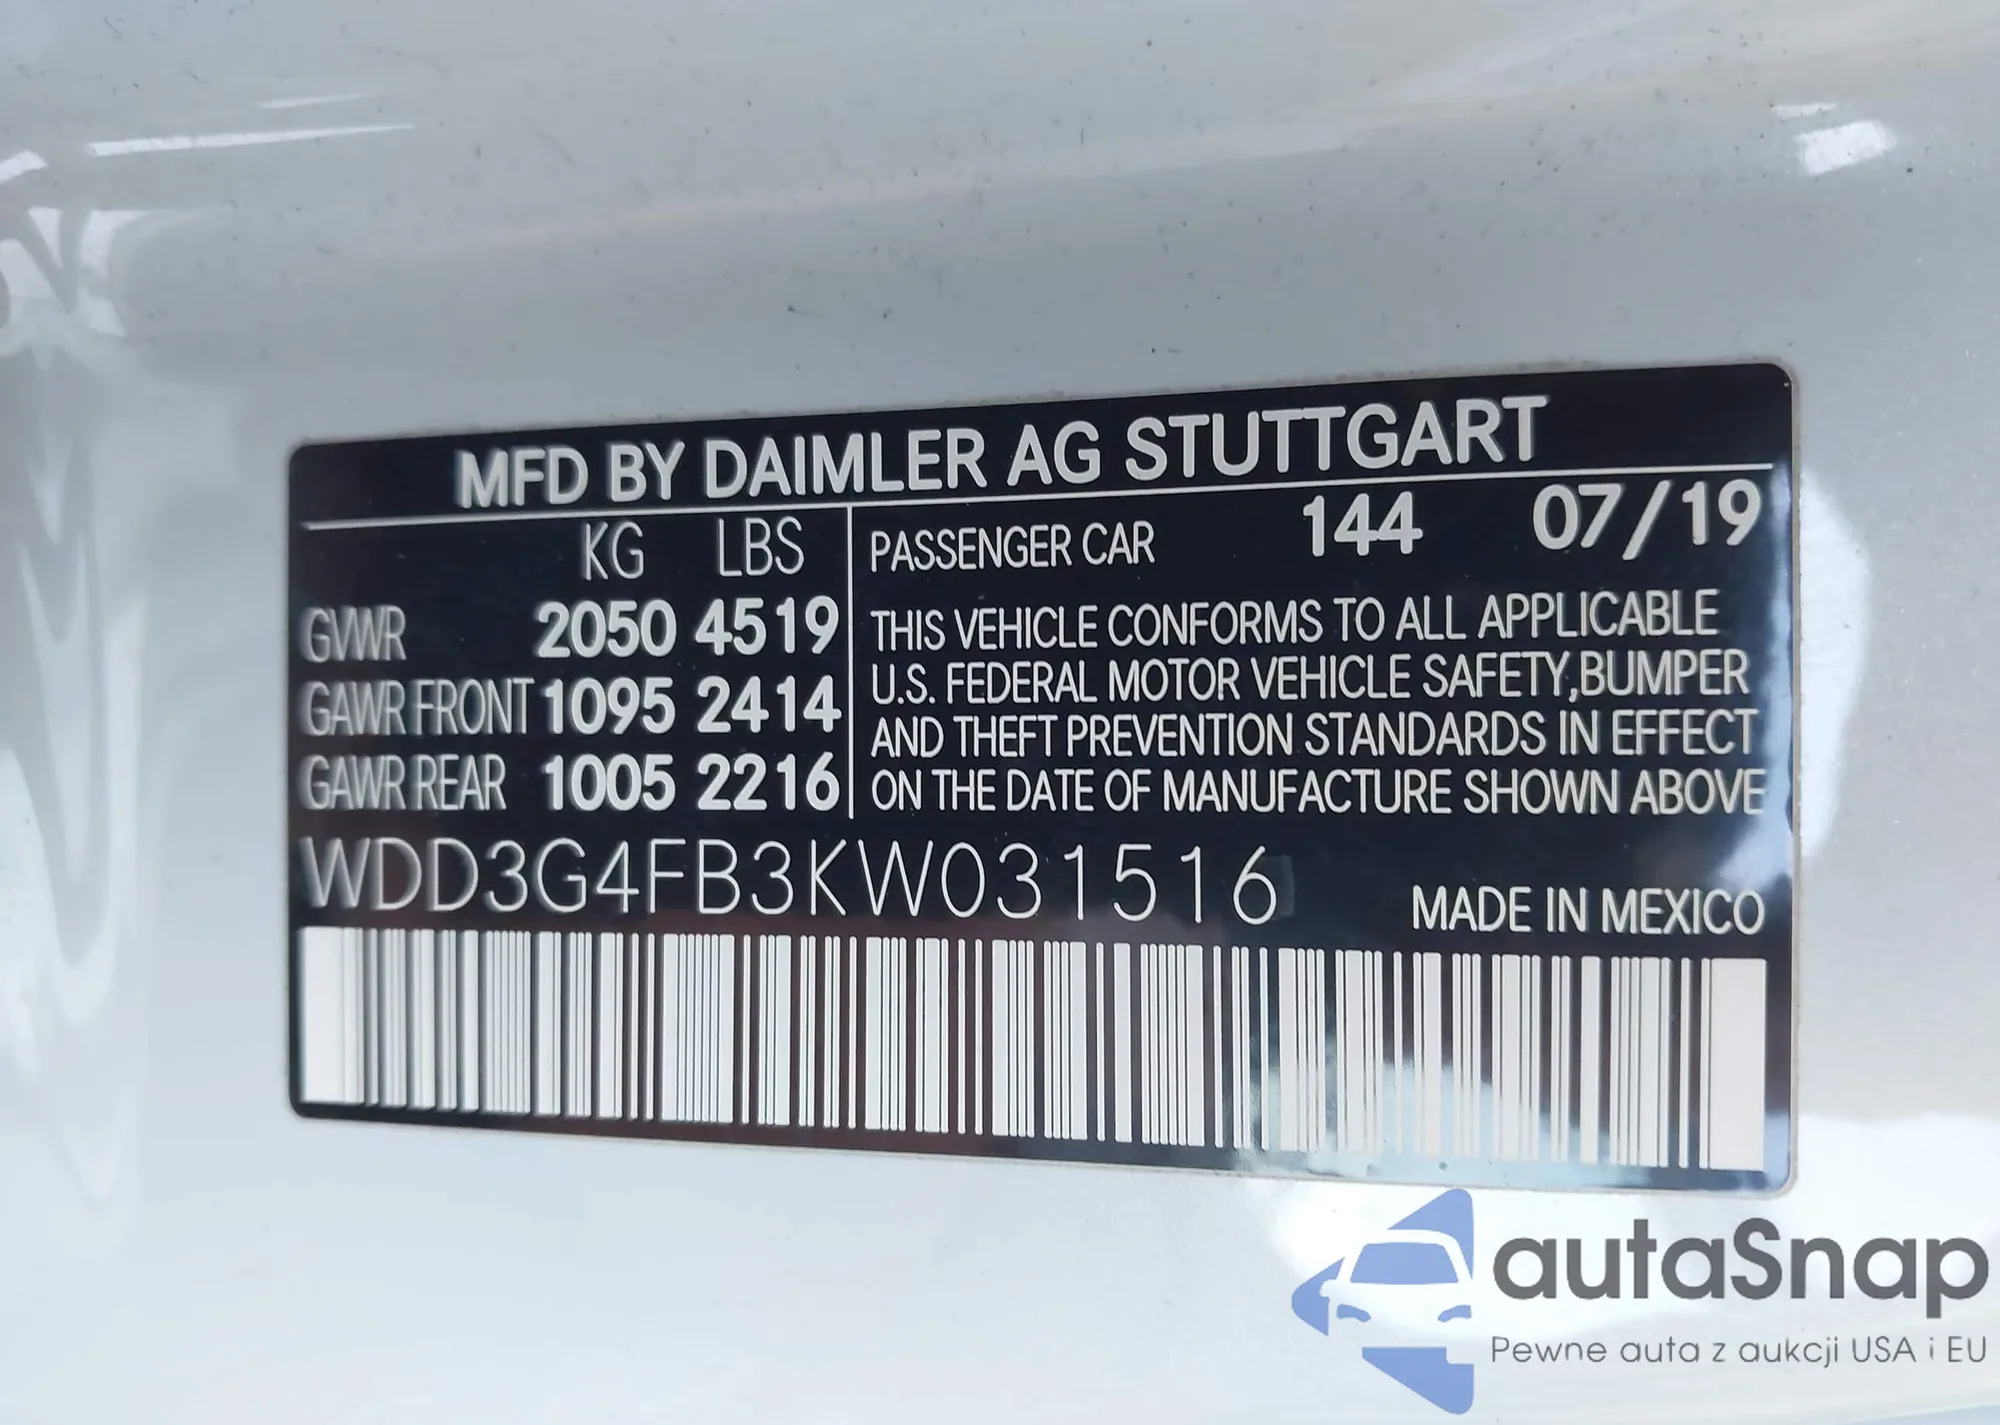 MFD BY DAIMLER AG STUTTGART
KG LBS
GVWR 2050 4519
GAWR FRONT 1095 2414
GAWR REAR 1005 2216
PASSENGER CAR 144 07/19
THIS VEHICLE CONFORMS TO ALL APPLICABLE
U.S. FEDERAL MOTOR VEHICLE SAFETY,BUMPER
AND THEFT PREVENTION STANDARDS IN EFFECT
ON THE DATE OF MANUFACTURE SHOWN ABOVE
WDD3G4FB3KW031516
MADE IN MEXICO
autaSnap
Pewne auta z aukcji USA i EU